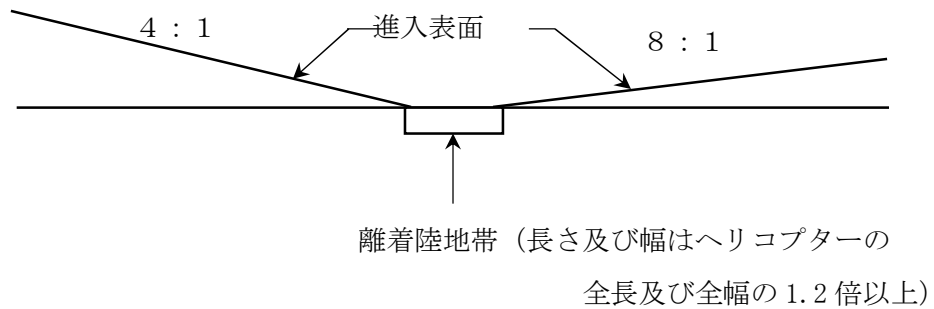 ４：１
進入表面
８：１
離着陸地帯（長さ及び幅はヘリコプターの
全長及び全幅の 1.2 倍以上）